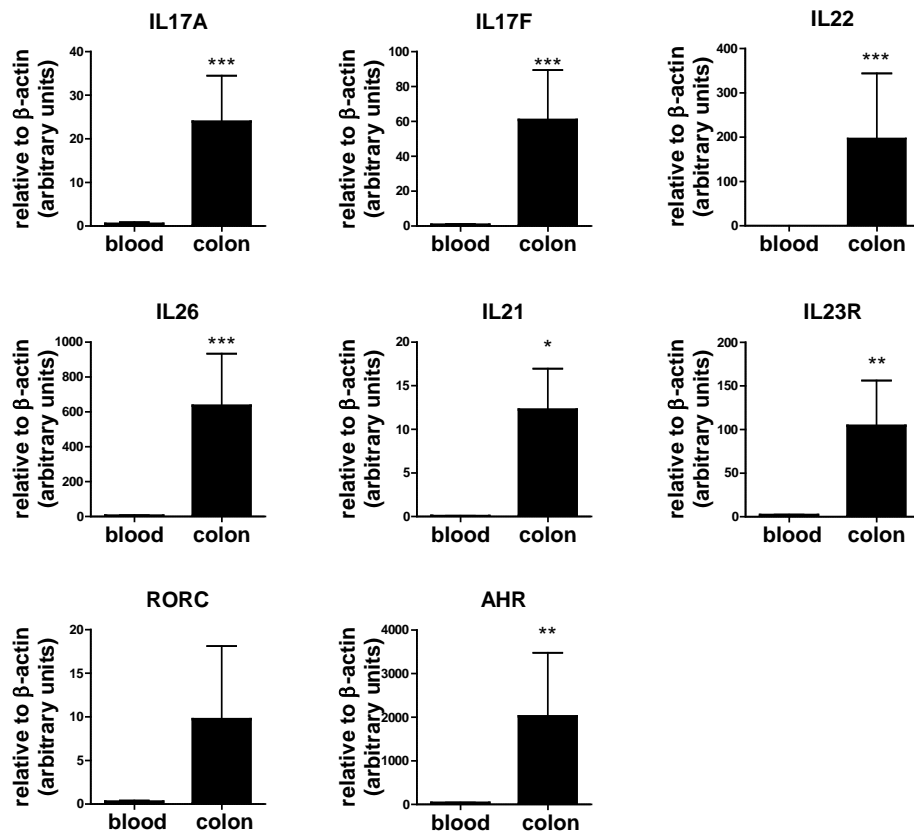 IL17A
relative to β-actin
(arbitrary units)
40
30
20
10
0
***
blood colon
IL17F
relative to β-actin
(arbitrary units)
100
80
60
40
20
0
***
blood colon
IL22
relative to β-actin
(arbitrary units)
400
300
200
100
0
***
blood colon
IL26
relative to β-actin
(arbitrary units)
1000
800
600
400
200
0
***
blood colon
IL21
relative to β-actin
(arbitrary units)
20
15
10
5
0
*
blood colon
IL23R
relative to β-actin
(arbitrary units)
200
150
100
50
0
**
blood colon
RORC
relative to β-actin
(arbitrary units)
20
15
10
5
0
blood colon
AHR
relative to β-actin
(arbitrary units)
4000
3000
2000
1000
0
**
blood colon